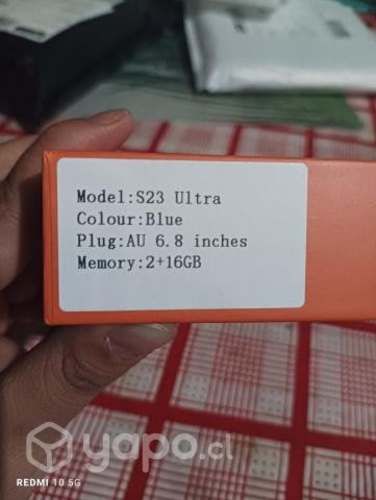 Model:S23 Ultra
Colour:Blue
Plug:AU 6.8 inches
Memory:2+16GB
yapo.cl
REDMI 10 5G